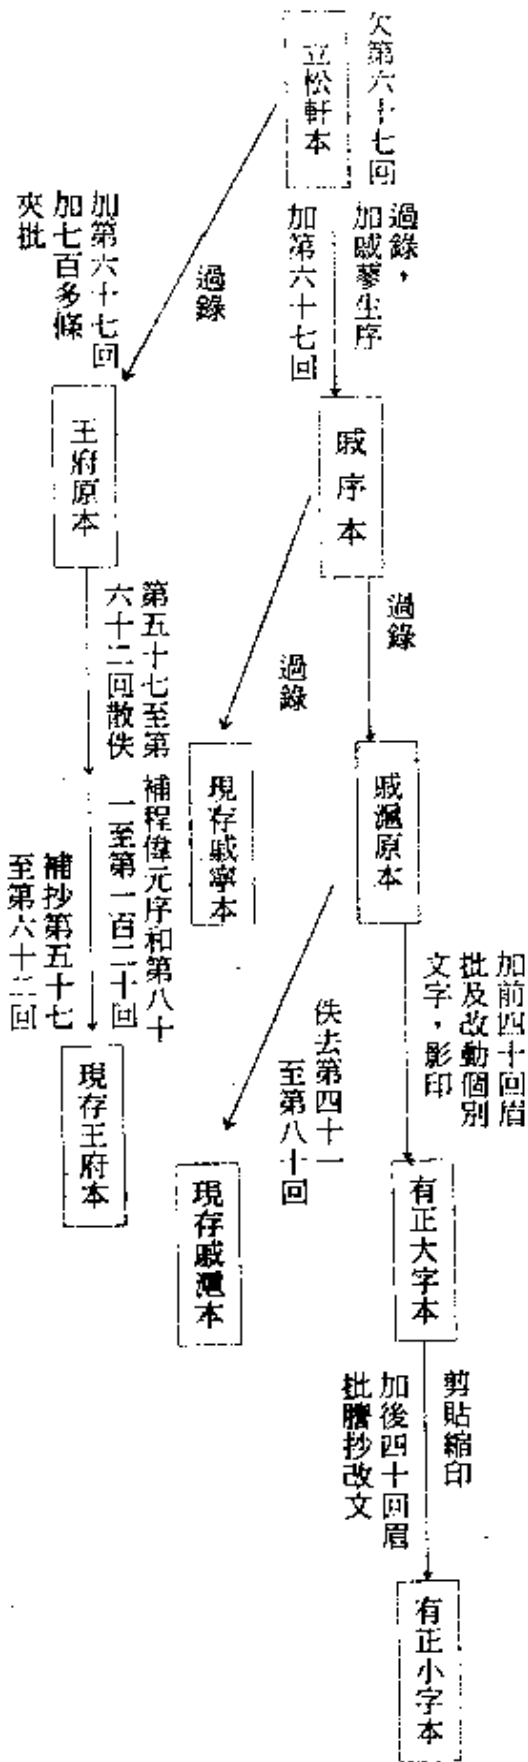 欠第六十七回
立松軒本
過錄，
加戚蓼生序
加第六十七回
過錄
加第六十七回
加七百多條
夾批
戚序本
王府原本
過錄
過錄
第五十七至第
六十二回散佚
戚滬原本
現存戚寧本
補程偉元序和第八十
一至第一百二十回
補抄第五十七
至第六十二回
加前四十回眉
批及改動個別
文字，影印
佚去第四十一
至第八十回
現存王府本
有正大字本
現存戚滬本
剪貼縮印
加後四十回眉
批謄抄改文
有正小字本